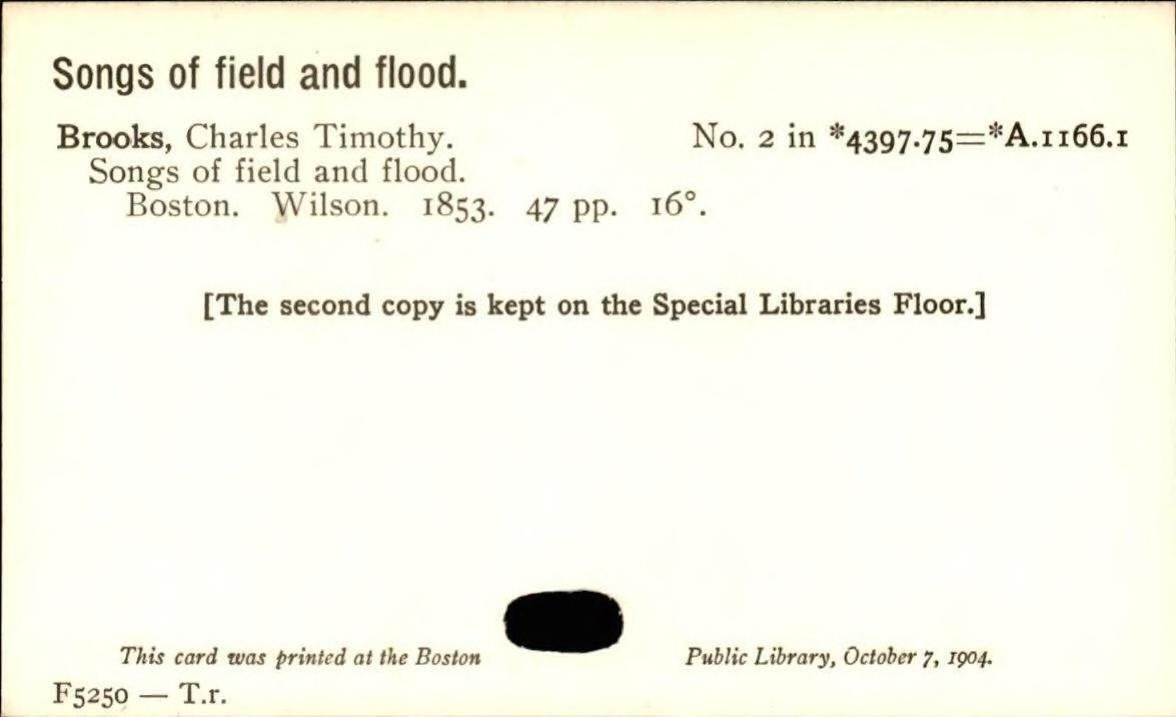 Songs of field and flood.
Brooks, Charles Timothy. No. 2 in *4397.75=*A.1166.1
Songs of field and flood.
Boston. Wilson. 1853. 47 pp. 16°.
[The second copy is kept on the Special Libraries Floor.]
This card was printed at the Boston Public Library, October 7, 1904.
F5250 — T.r.